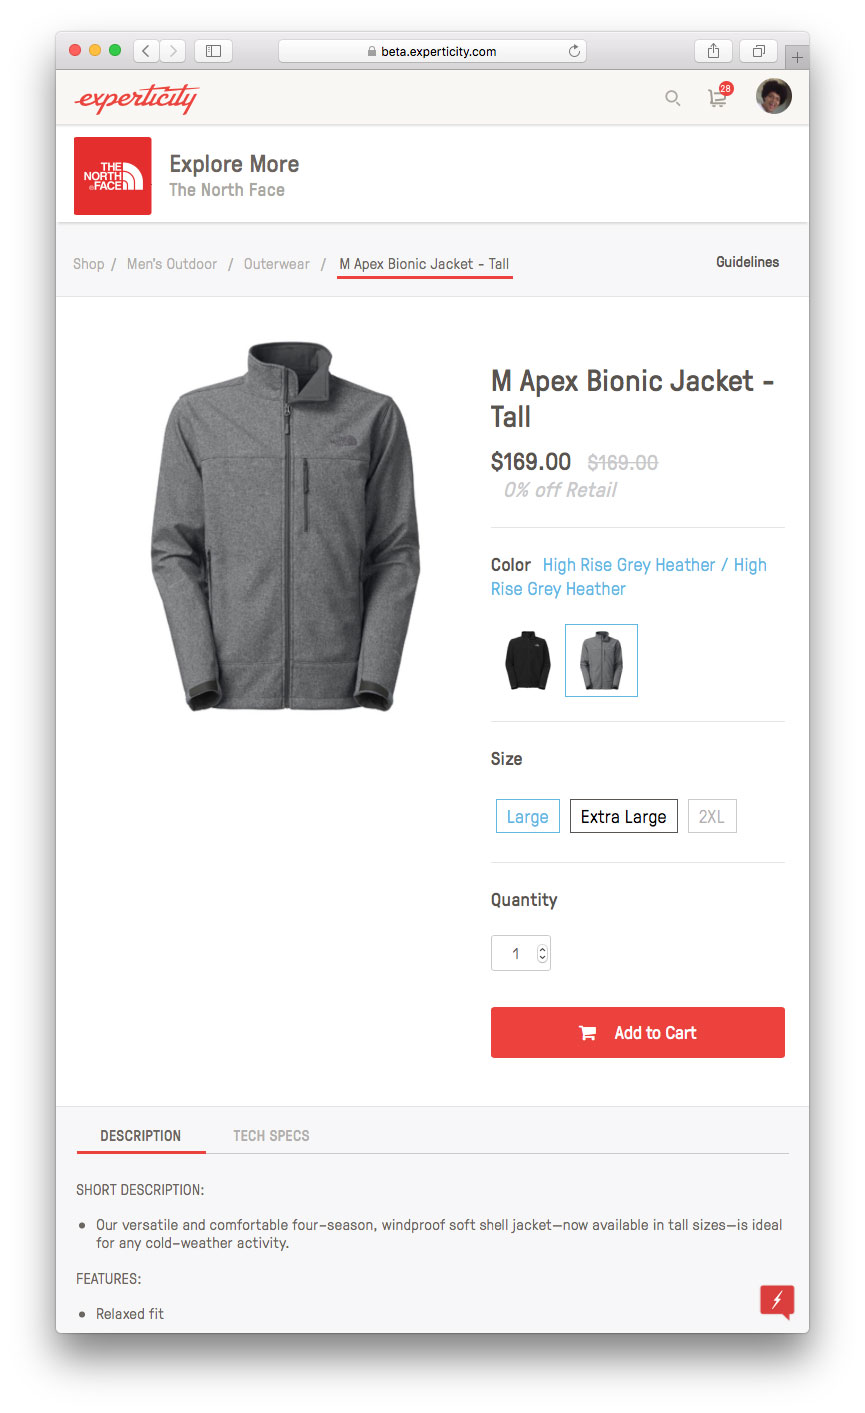 beta.experticity.com
experticity
28
THE
NORTH
FACE
Explore More
The North Face
Shop / Men's Outdoor / Outerwear / M Apex Bionic Jacket - Tall
Guidelines
M Apex Bionic Jacket -
Tall
$169.00 $169.00
0% off Retail
Color High Rise Grey Heather / High
Rise Grey Heather
Size
Large Extra Large 2XL
Quantity
1
Add to Cart
DESCRIPTION TECH SPECS
SHORT DESCRIPTION:
• Our versatile and comfortable four-season, windproof soft shell jacket—now available in tall sizes—is ideal
for any cold-weather activity.
FEATURES:
• Relaxed fit